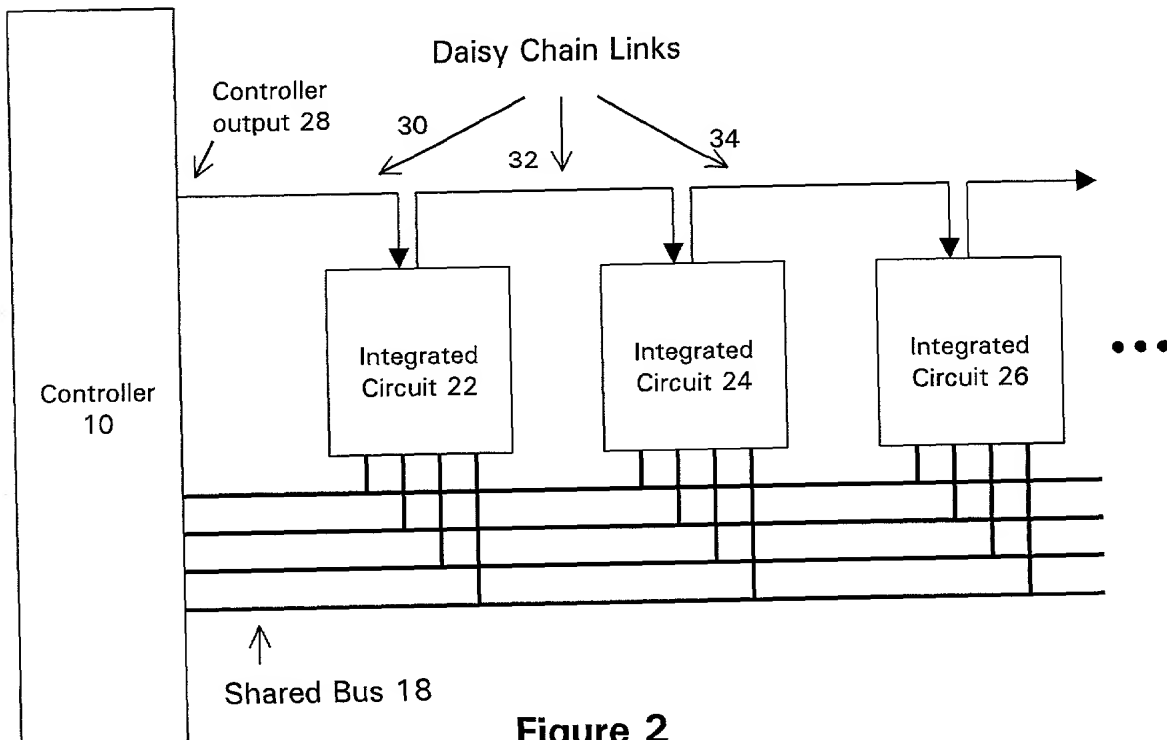 Daisy Chain Links
Controller
output 28
30
32
34
Integrated
Circuit 22
Integrated
Circuit 24
Integrated
Circuit 26
Controller
10
Shared Bus 18
Figure 2